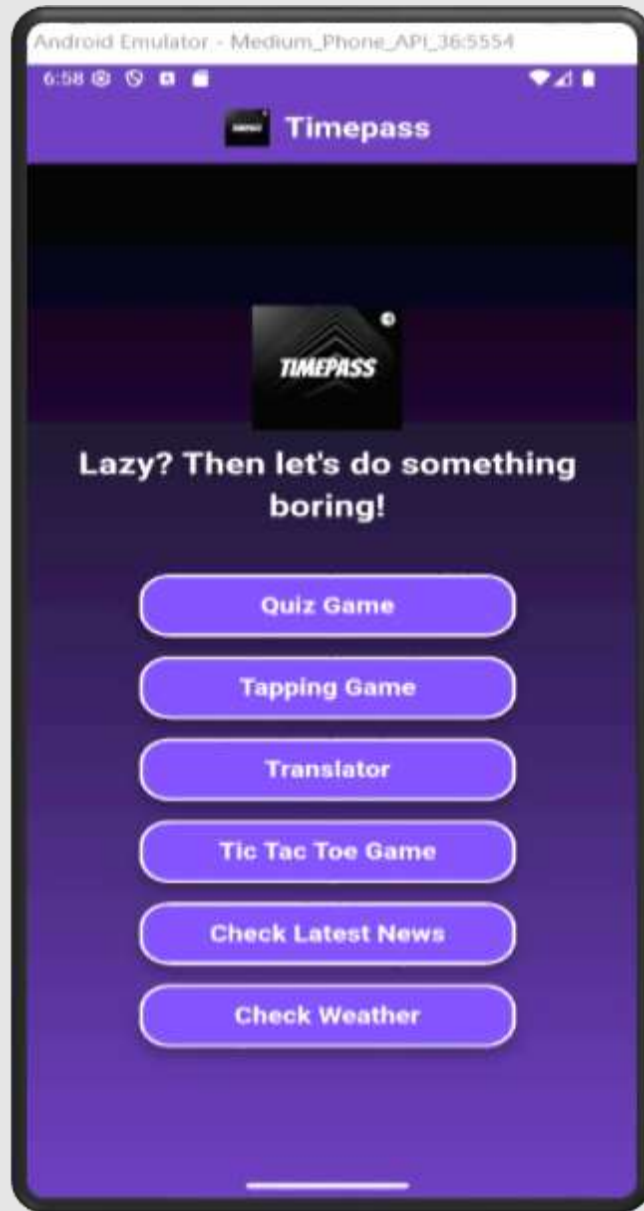 Android Emulator - Medium_Phone_API_36:5554
6:58
Timepass
TIMEPASS
Lazy? Then let's do something
boring!
Quiz Game
Tapping Game
Translator
Tic Tac Toe Game
Check Latest News
Check Weather